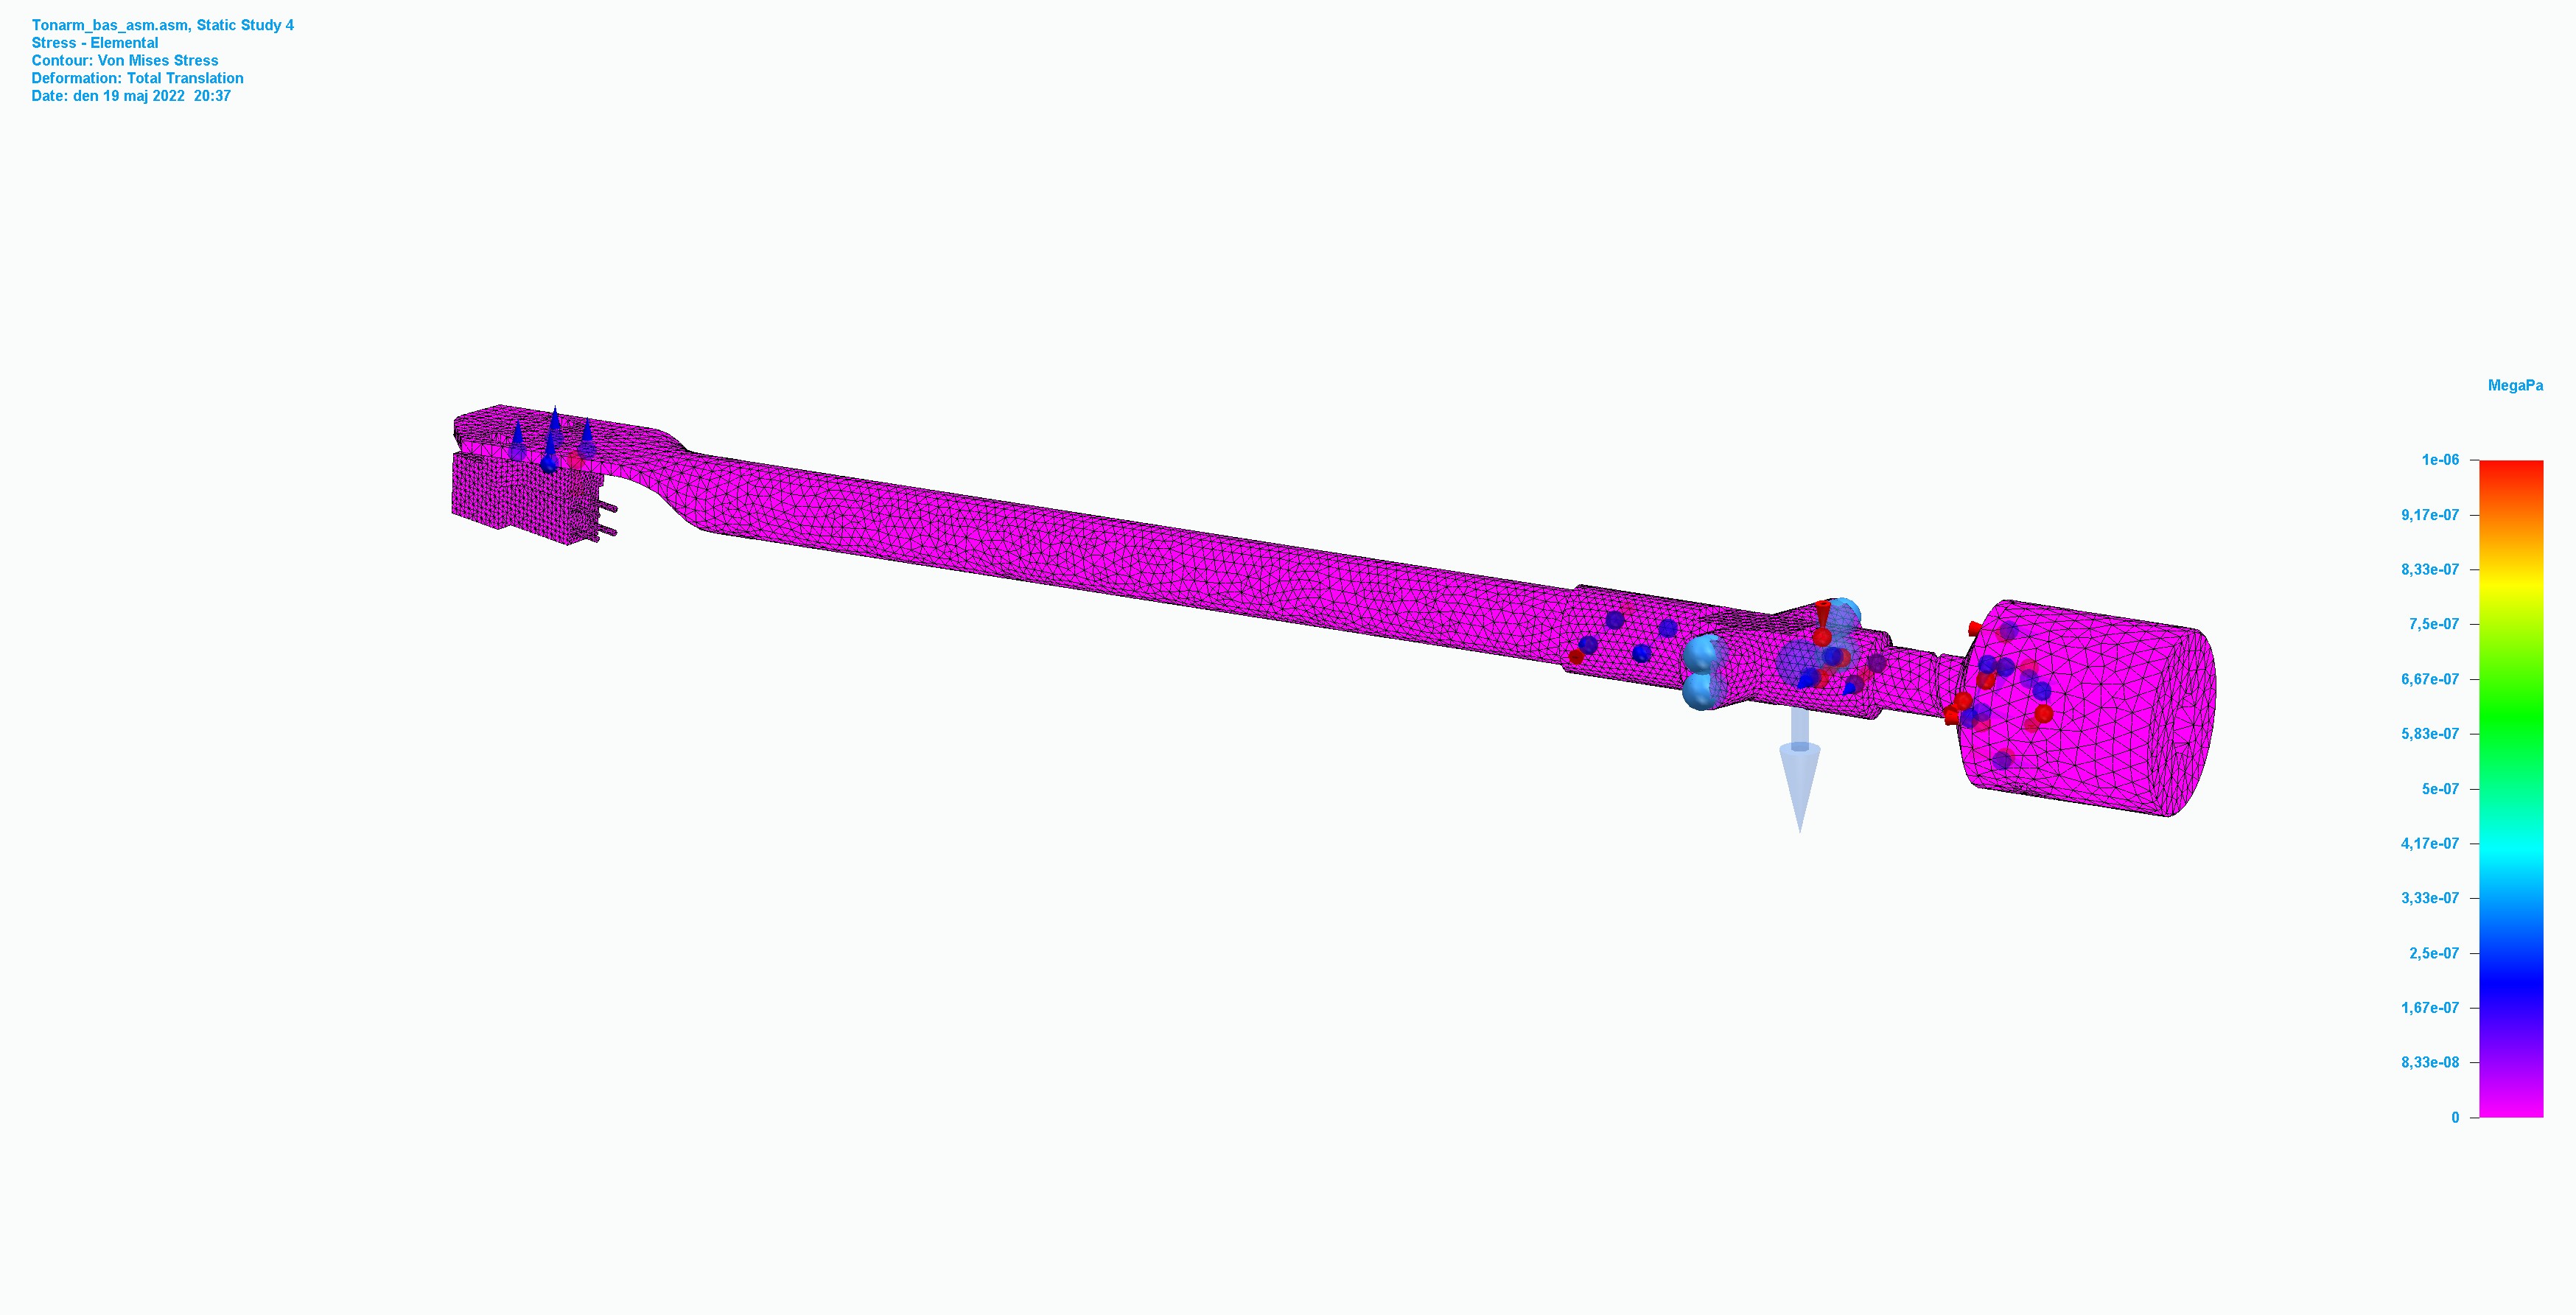 Tonarm_bas_asm.asm, Static Study 4
Stress - Elemental
Contour: Von Mises Stress
Deformation: Total Translation
Date: den 19 maj 2022  20:37
MegaPa
1e-06
9,17e-07
8,33e-07
7,5e-07
6,67e-07
5,83e-07
5e-07
4,17e-07
3,33e-07
2,5e-07
1,67e-07
8,33e-08
0